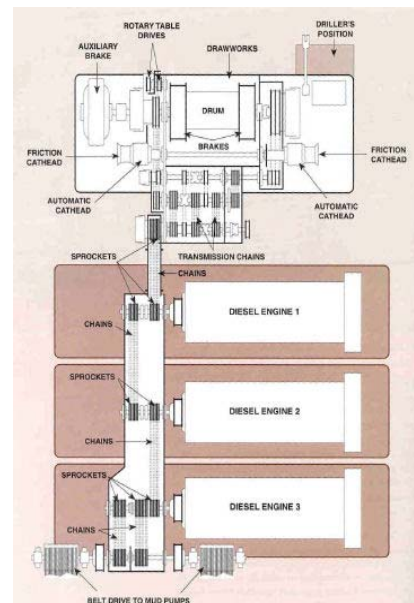 ROTARY TABLE
DRIVES
DRILLER'S
POSITION
AUXILIARY
BRAKE
DRAWWORKS
DRUM
BRAKES
FRICTION
CATHEAD
FRICTION
CATHEAD
AUTOMATIC
CATHEAD
AUTOMATIC
CATHEAD
SPROCKETS
TRANSMISSION CHAINS
CHAINS
DIESEL ENGINE 1
CHAINS
SPROCKETS
DIESEL ENGINE 2
CHAINS
SPROCKETS
DIESEL ENGINE 3
CHAINS
BELT DRIVE TO MUD PUMPS